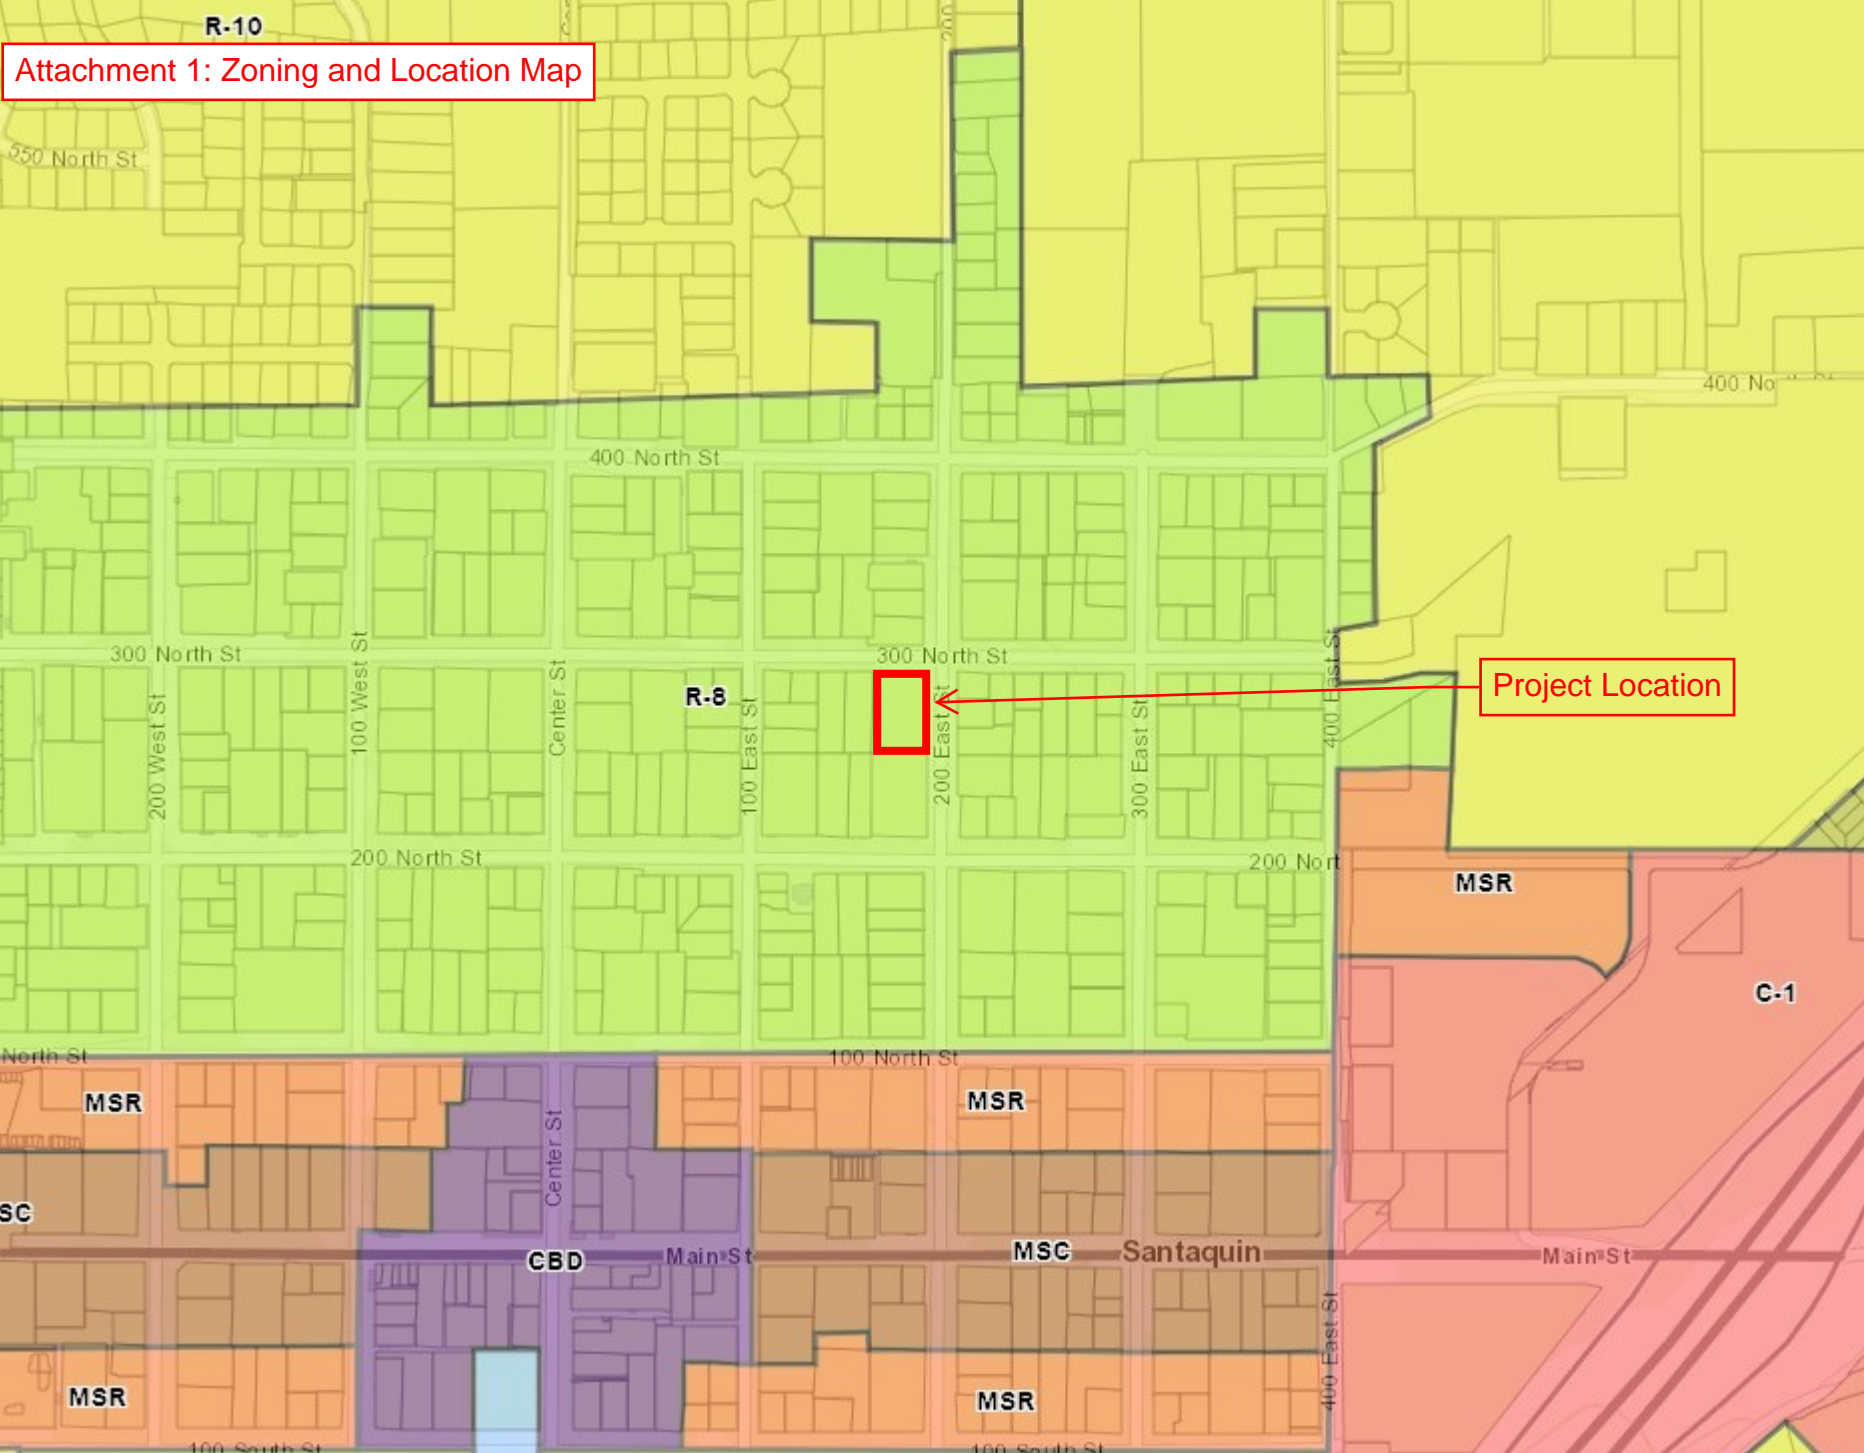 R-10
Attachment 1: Zoning and Location Map
550 North St
400 No
400 North St
300 North St
300 North St
100 West St
400 East St
Center St
R-8
Project Location
200 West St
100 East St
200 East St
300 East St
200 North St
200 Nort
MSR
C-1
North St
100 North St
MSR
MSR
Center St
SC
CBD
Main St
MSC
Santaquin
Main St
400 East St
MSR
MSR
100 South St
100 South St